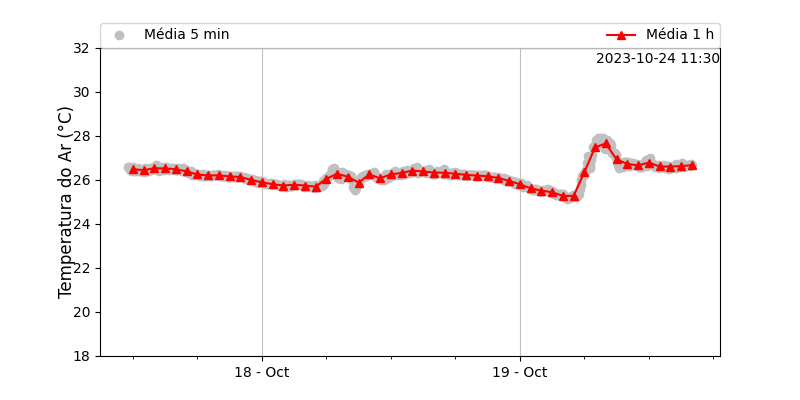 Média 5 min
Média 1 h
2023-10-24 11:30
Temperatura do Ar (°C)
32
30
28
26
24
22
20
18
18 - Oct
19 - Oct